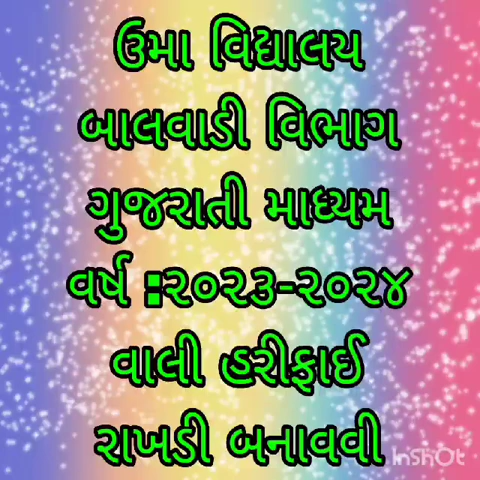 ઉમા વિદ્યાલય
બાલવાડી વિભાગ
ગુજરાતી માધ્યમ
વર્ષ :૨૦૨૩-૨૦૨૪
વાલી હરીફાઈ
રાખડી બનાવવી
InShOt